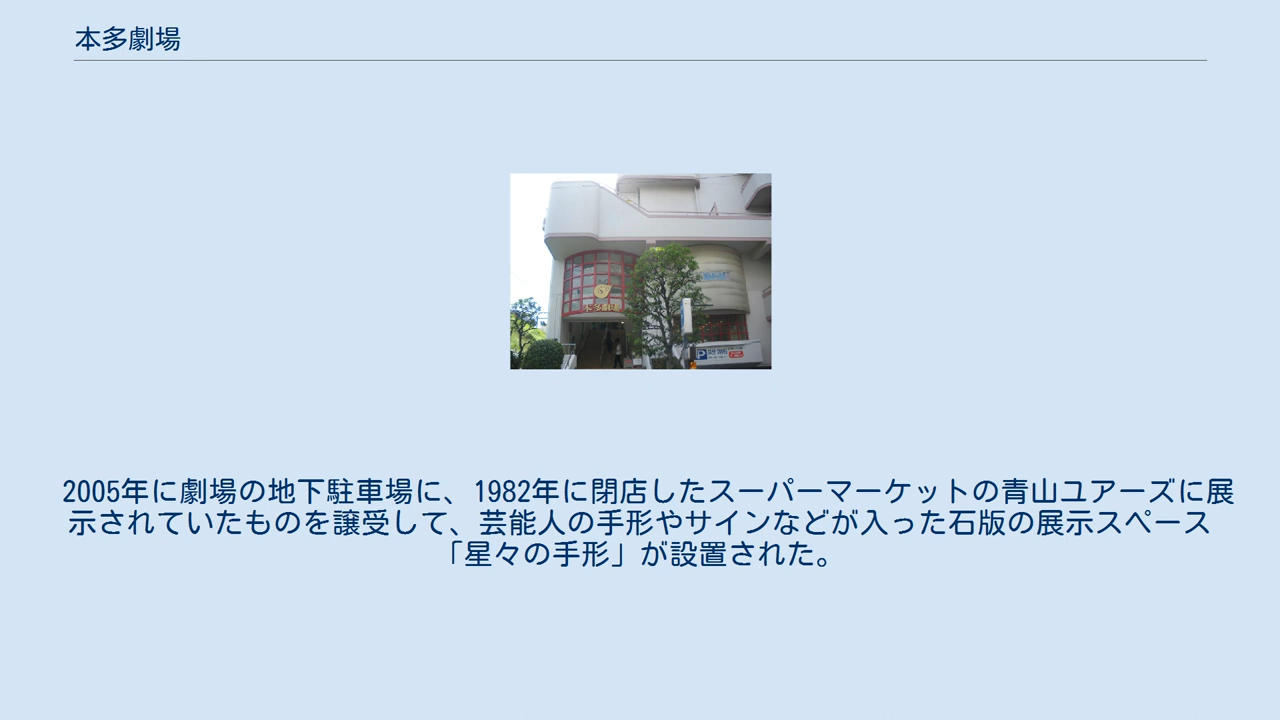 本多劇場
本多劇場
2005年に劇場の地下駐車場に、1982年に閉店したスーパーマーケットの青山ユアーズに展
示されていたものを譲受して、芸能人の手形やサインなどが入った石版の展示スペース
「星々の手形」が設置された。